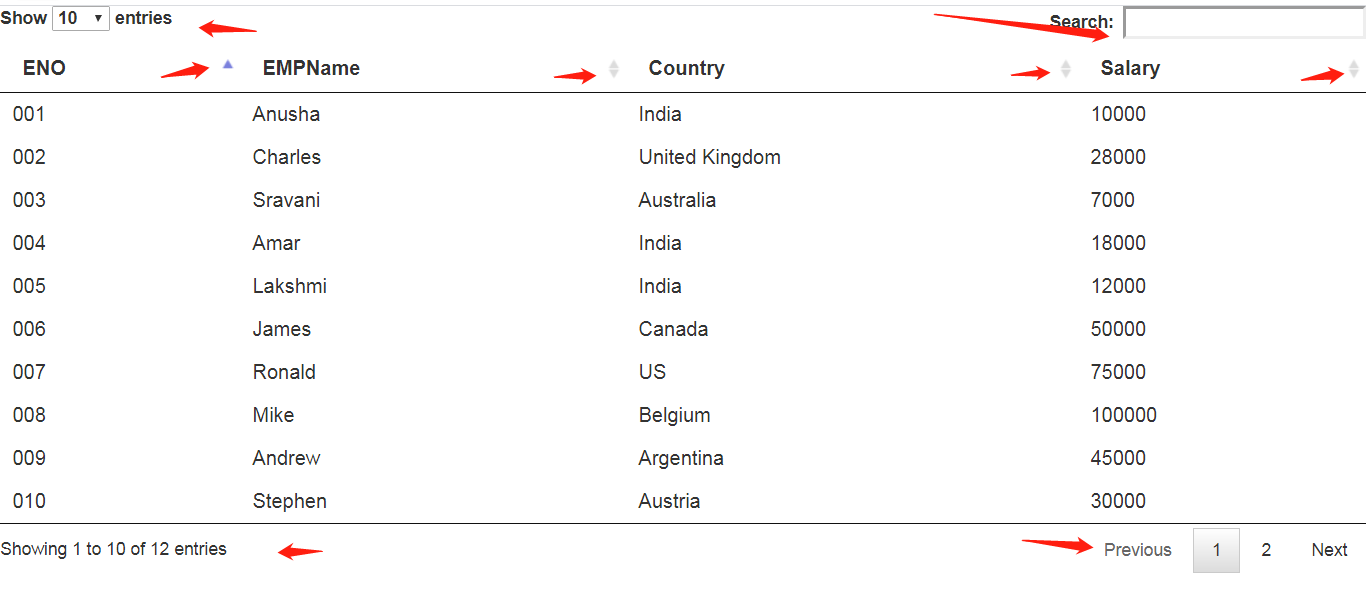 Show 10 entries Search:
ENO EMPName Country Salary
001 Anusha India 10000
002 Charles United Kingdom 28000
003 Sravani Australia 7000
004 Amar India 18000
005 Lakshmi India 12000
006 James Canada 50000
007 Ronald US 75000
008 Mike Belgium 100000
009 Andrew Argentina 45000
010 Stephen Austria 30000
Showing 1 to 10 of 12 entries Previous 1 2 Next